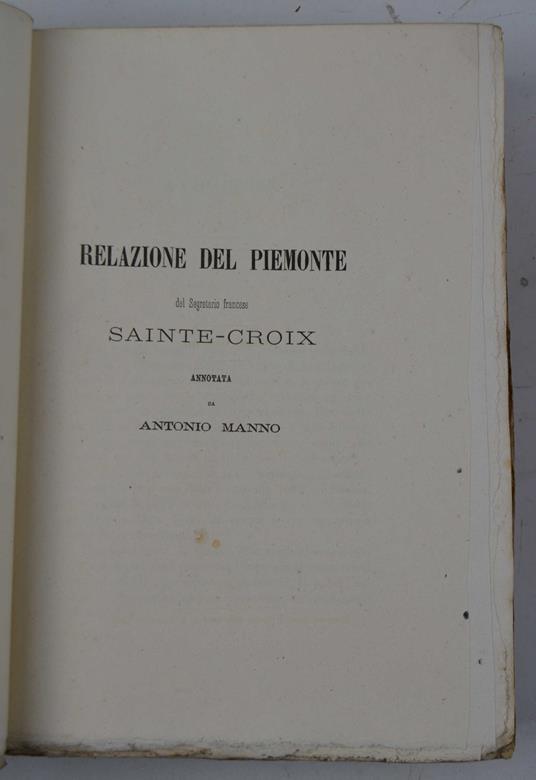 RELAZIONE DEL PIEMONTE
del Segretario francese
SAINTE-CROIX
ANNOTATA
DA
ANTONIO MANNO